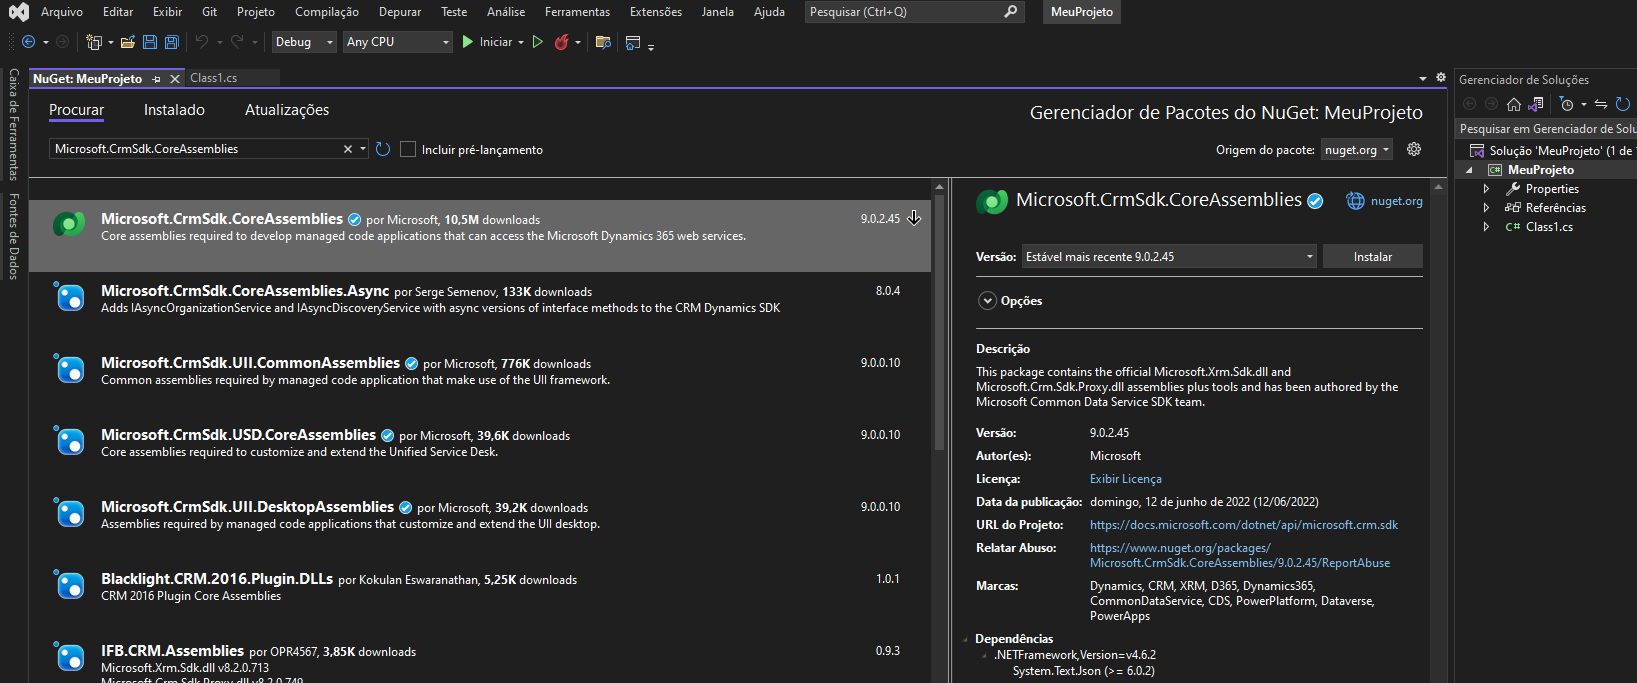 Arquivo Editar Exibir Git Projeto Compilação Depurar Teste Análise Ferramentas Extensões Janela Ajuda Pesquisar (Ctrl+Q) MeuProjeto
Debug Any CPU Iniciar
Caixa de Ferramentas
Fontes de Dados
NuGet: MeuProjeto Class1.cs
Procurar Instalado Atualizações
Gerenciador de Pacotes do NuGet: MeuProjeto
Microsoft.CrmSdk.CoreAssemblies Incluir pré-lançamento
Origem do pacote: nuget.org
Microsoft.CrmSdk.CoreAssemblies por Microsoft, 10,5M downloads 9.0.2.45
Core assemblies required to develop managed code applications that can access the Microsoft Dynamics 365 web services.
Microsoft.CrmSdk.CoreAssemblies.Async por Serge Semenov, 133K downloads 8.0.4
Adds IAsyncOrganizationService and IAsyncDiscoveryService with async versions of interface methods to the CRM Dynamics SDK
Microsoft.CrmSdk.UII.CommonAssemblies por Microsoft, 776K downloads 9.0.0.10
Common assemblies required by managed code application that make use of the UII framework.
Microsoft.CrmSdk.USD.CoreAssemblies por Microsoft, 39,6K downloads 9.0.0.10
Core assemblies required to customize and extend the Unified Service Desk.
Microsoft.CrmSdk.UII.DesktopAssemblies por Microsoft, 39,2K downloads 9.0.0.10
Assemblies required by managed code applications that customize and extend the UII desktop.
Blacklight.CRM.2016.Plugin.DLLs por Kokulan Eswaranathan, 5,25K downloads 1.0.1
CRM 2016 Plugin Core Assemblies
IFB.CRM.Assemblies por OPR4567, 3,85K downloads 0.9.3
Microsoft.Xrm.Sdk.dll v8.2.0.713
Microsoft.Crm.Sdk.Proxy.dll v8.2.0.749
Microsoft.CrmSdk.CoreAssemblies nuget.org
Versão: Estável mais recente 9.0.2.45 Instalar
Opções
Descrição
This package contains the official Microsoft.Xrm.Sdk.dll and
Microsoft.Crm.Sdk.Proxy.dll assemblies plus tools and has been authored by the
Microsoft Common Data Service SDK team.
Versão: 9.0.2.45
Autor(es): Microsoft
Licença: Exibir Licença
Data da publicação: domingo, 12 de junho de 2022 (12/06/2022)
URL do Projeto: https://docs.microsoft.com/dotnet/api/microsoft.crm.sdk
Relatar Abuso: https://www.nuget.org/packages/
Microsoft.CrmSdk.CoreAssemblies/9.0.2.45/ReportAbuse
Marcas: Dynamics, CRM, XRM, D365, Dynamics365,
CommonDataService, CDS, PowerPlatform, Dataverse,
PowerApps
Dependências
.NETFramework,Version=v4.6.2
System.Text.Json (>= 6.0.2)
Gerenciador de Soluções
Pesquisar em Gerenciador de Solu
Solução 'MeuProjeto' (1 de
C# MeuProjeto
Properties
Referências
C# Class1.cs